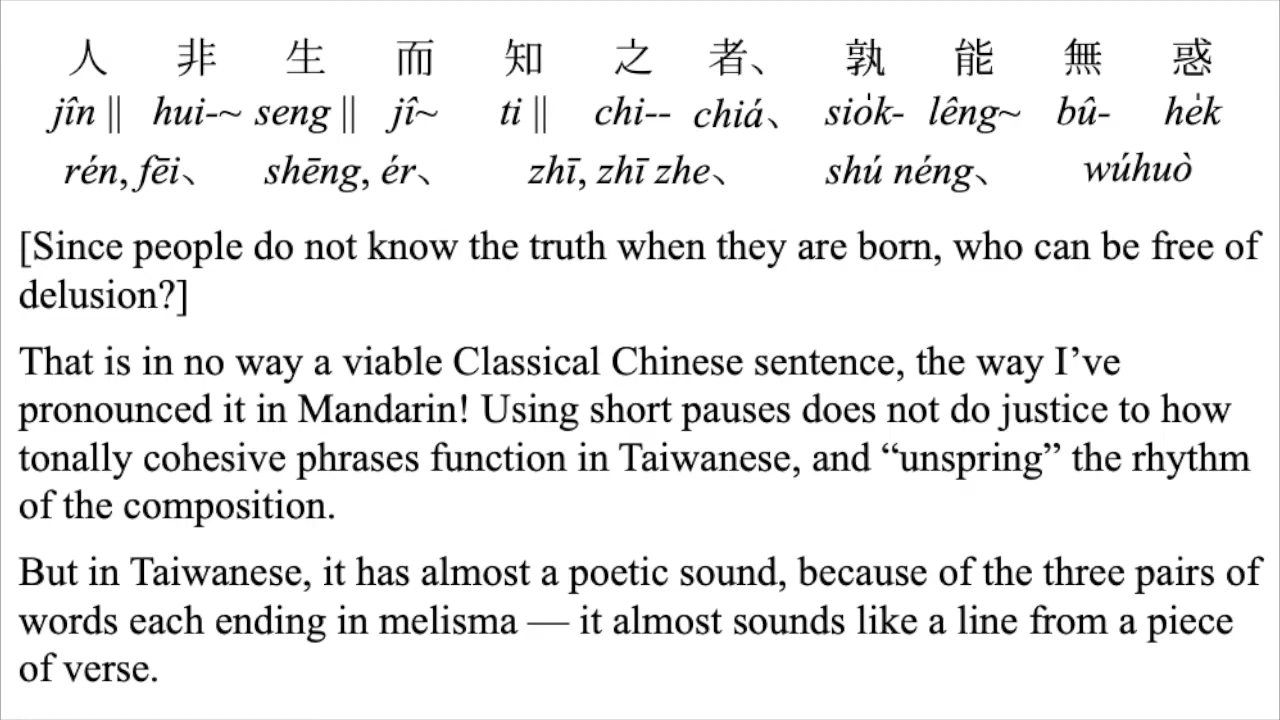 人 非 生 而 知 之 者、 孰 能 無 惑
jîn || hui-~ seng || jî~ ti || chi-- chiá、 sio̍k- lêng~ bû- he̍k
rén, fēi、 shēng, ér、 zhī, zhī zhe、 shú néng、 wúhuò
[Since people do not know the truth when they are born, who can be free of
delusion?]
That is in no way a viable Classical Chinese sentence, the way I’ve
pronounced it in Mandarin! Using short pauses does not do justice to how
tonally cohesive phrases function in Taiwanese, and “unspring” the rhythm
of the composition.
But in Taiwanese, it has almost a poetic sound, because of the three pairs of
words each ending in melisma — it almost sounds like a line from a piece
of verse.